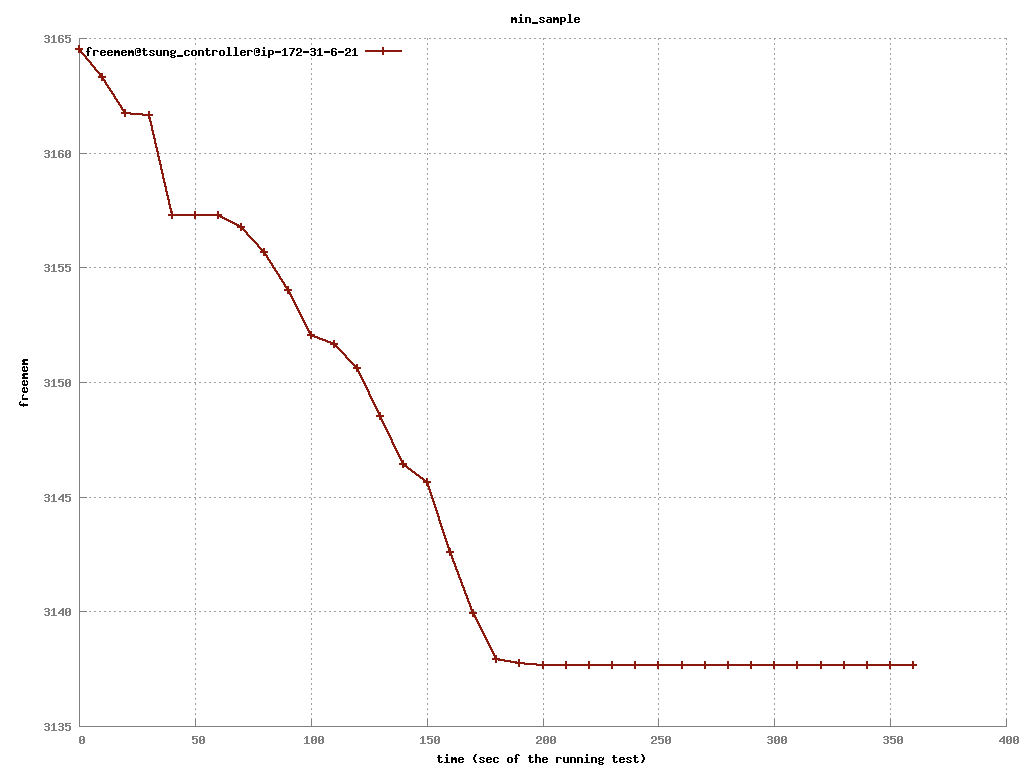 min_sample
freemem@tsung_controller@ip-172-31-6-21
3165
3160
3155
3150
3145
3140
3135
freemem
0 50 100 150 200 250 300 350 400
time (sec of the running test)